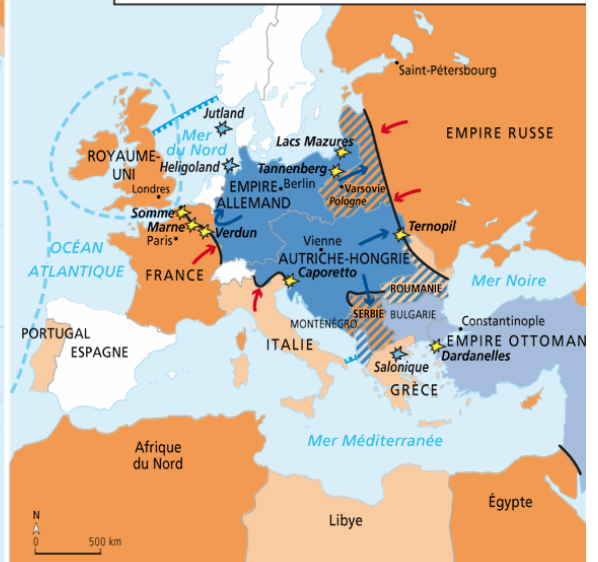 Saint-Pétersbourg
EMPIRE RUSSE
Jutland
Mer
du Nord
Heligoland
Lacs Mazures
Tannenberg
Varsovie
Pologne
ROYAUME-
UNI
Londres
EMPIRE
ALLEMAND
Berlin
Somme
Marne
Paris
Verdun
Ternopil
OCÉAN
ATLANTIQUE
FRANCE
Vienne
AUTRICHE-HONGRIE
Caporetto
Mer Noire
ROUMANIE
SERBIE
BULGARIE
MONTÉNÉGRO
Constantinople
PORTUGAL
ESPAGNE
ITALIE
EMPIRE OTTOMAN
Dardanelles
Salonique
GRÈCE
Mer Méditerranée
Afrique
du Nord
Libye
Égypte
N
0 500 km